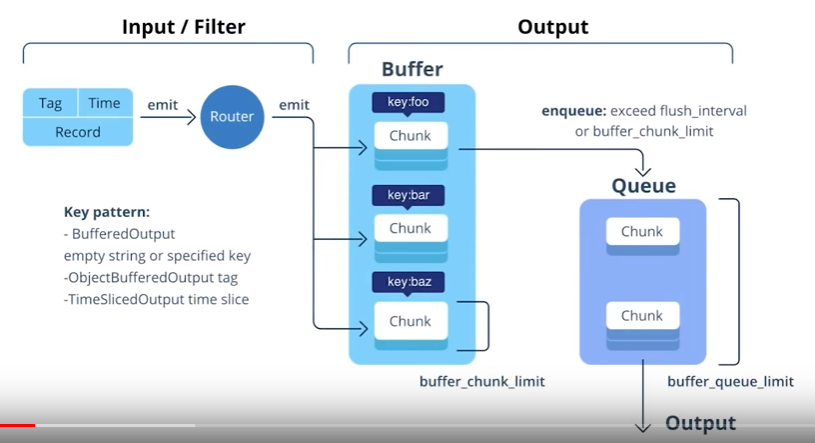 Input / Filter
Output
Buffer
Tag
Time
Record
emit
Router
emit
key:foo
Chunk
enqueue: exceed flush_interval
or buffer_chunk_limit
Queue
key:bar
Chunk
Chunk
Key pattern:
- BufferedOutput
empty string or specified key
-ObjectBufferedOutput tag
-TimeSlicedOutput time slice
key:baz
Chunk
Chunk
buffer_chunk_limit
buffer_queue_limit
Output